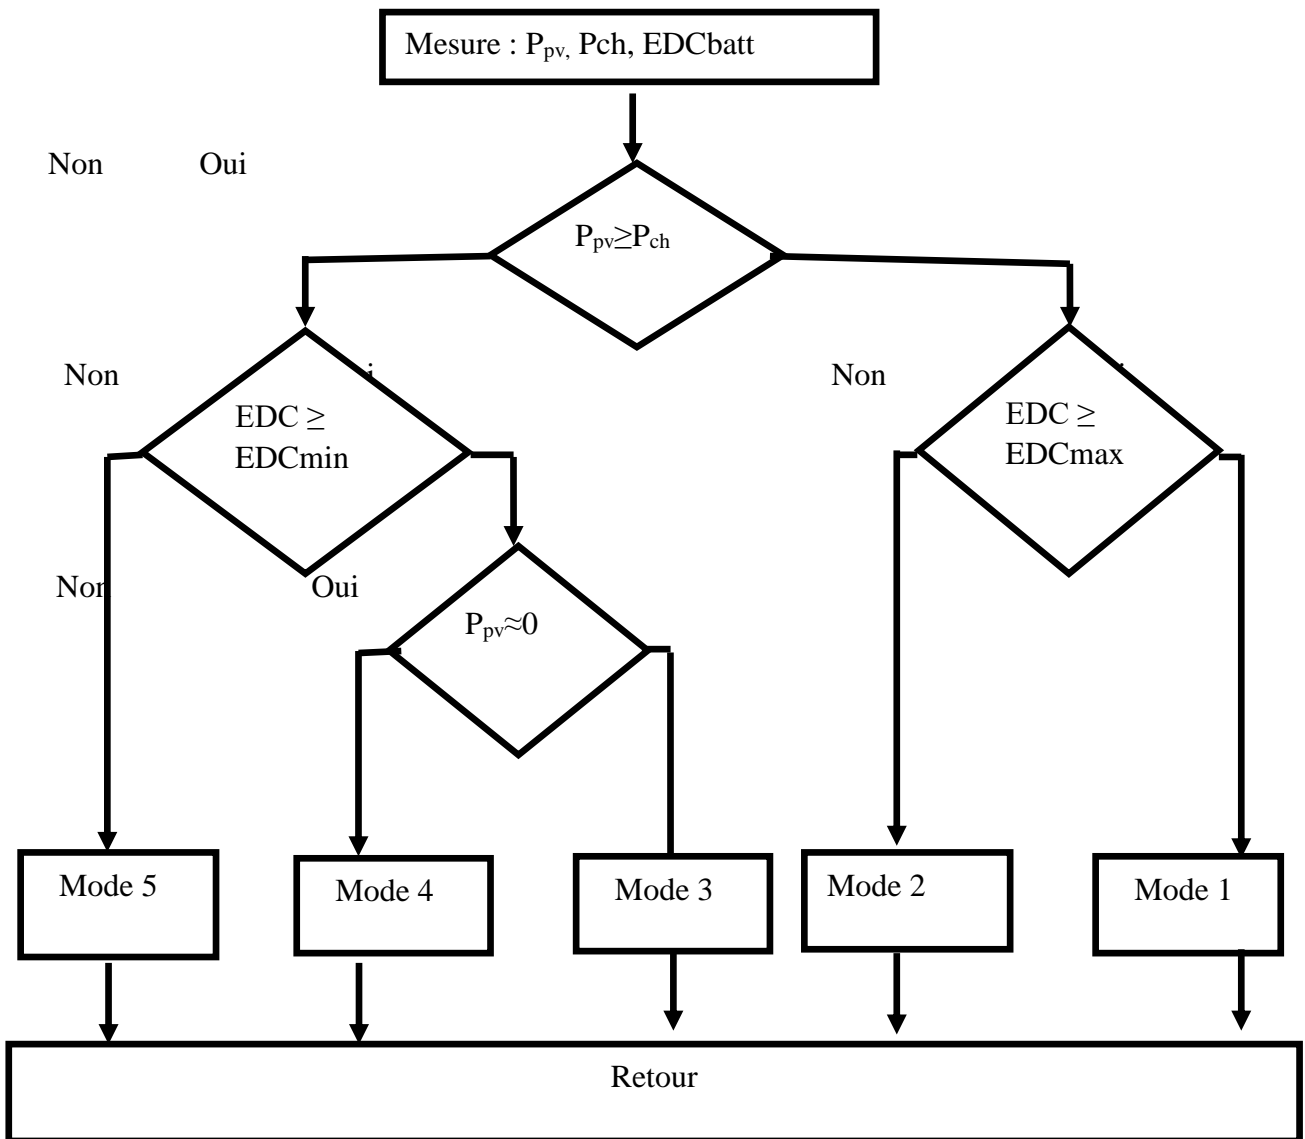 Mesure : Ppv, Pch, EDCbatt
Non Oui
Ppv≥Pch
Non Non
EDC ≥
EDCmin
EDC ≥
EDCmax
Oui
Ppv≈0
Mode 5 Mode 4 Mode 3 Mode 2 Mode 1
Retour